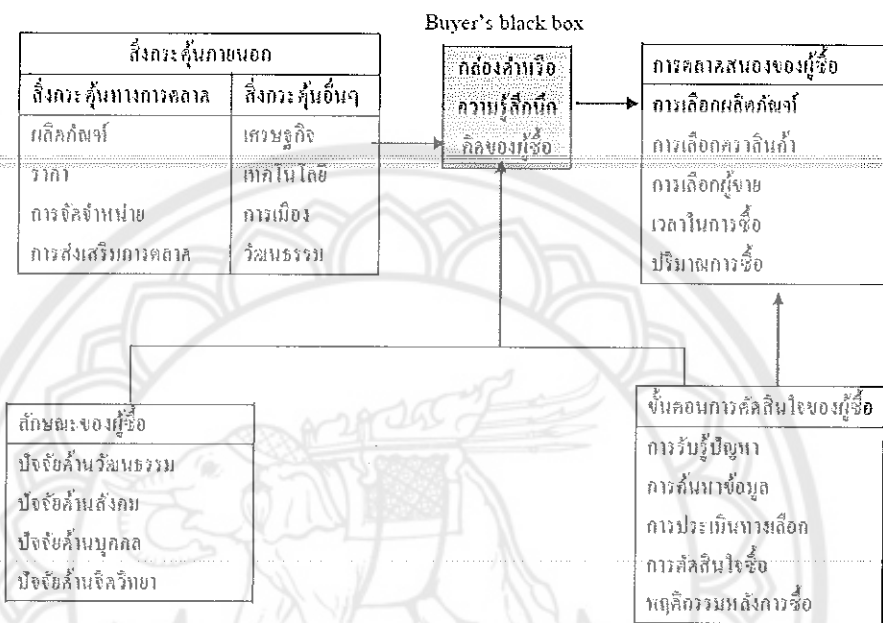 Buyer's black box
สิ่งกระตุ้นภายนอก
สิ่งกระตุ้นทางการตลาด
สิ่งกระตุ้นอื่นๆ
ผลิตภัณฑ์
เศรษฐกิจ
ราคา
เทคโนโลยี
การจัดจำหน่าย
การเมือง
การส่งเสริมการตลาด
วัฒนธรรม
กล่องดำหรือ
ความรู้สึกนึก
คิดของผู้ซื้อ
การตอบสนองของผู้ซื้อ
การเลือกผลิตภัณฑ์
การเลือกตราสินค้า
การเลือกผู้ขาย
เวลาในการซื้อ
ปริมาณการซื้อ
ลักษณะของผู้ซื้อ
ปัจจัยด้านวัฒนธรรม
ปัจจัยด้านสังคม
ปัจจัยด้านบุคคล
ปัจจัยด้านจิตวิทยา
ขั้นตอนการตัดสินใจของผู้ซื้อ
การรับรู้ปัญหา
การค้นหาข้อมูล
การประเมินทางเลือก
การตัดสินใจซื้อ
พฤติกรรมหลังการซื้อ